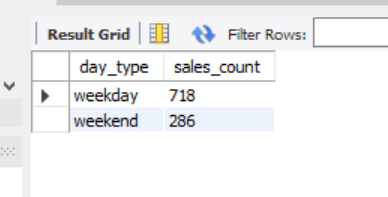 Result Grid Filter Rows:
day_type sales_count
weekday 718
weekend 286